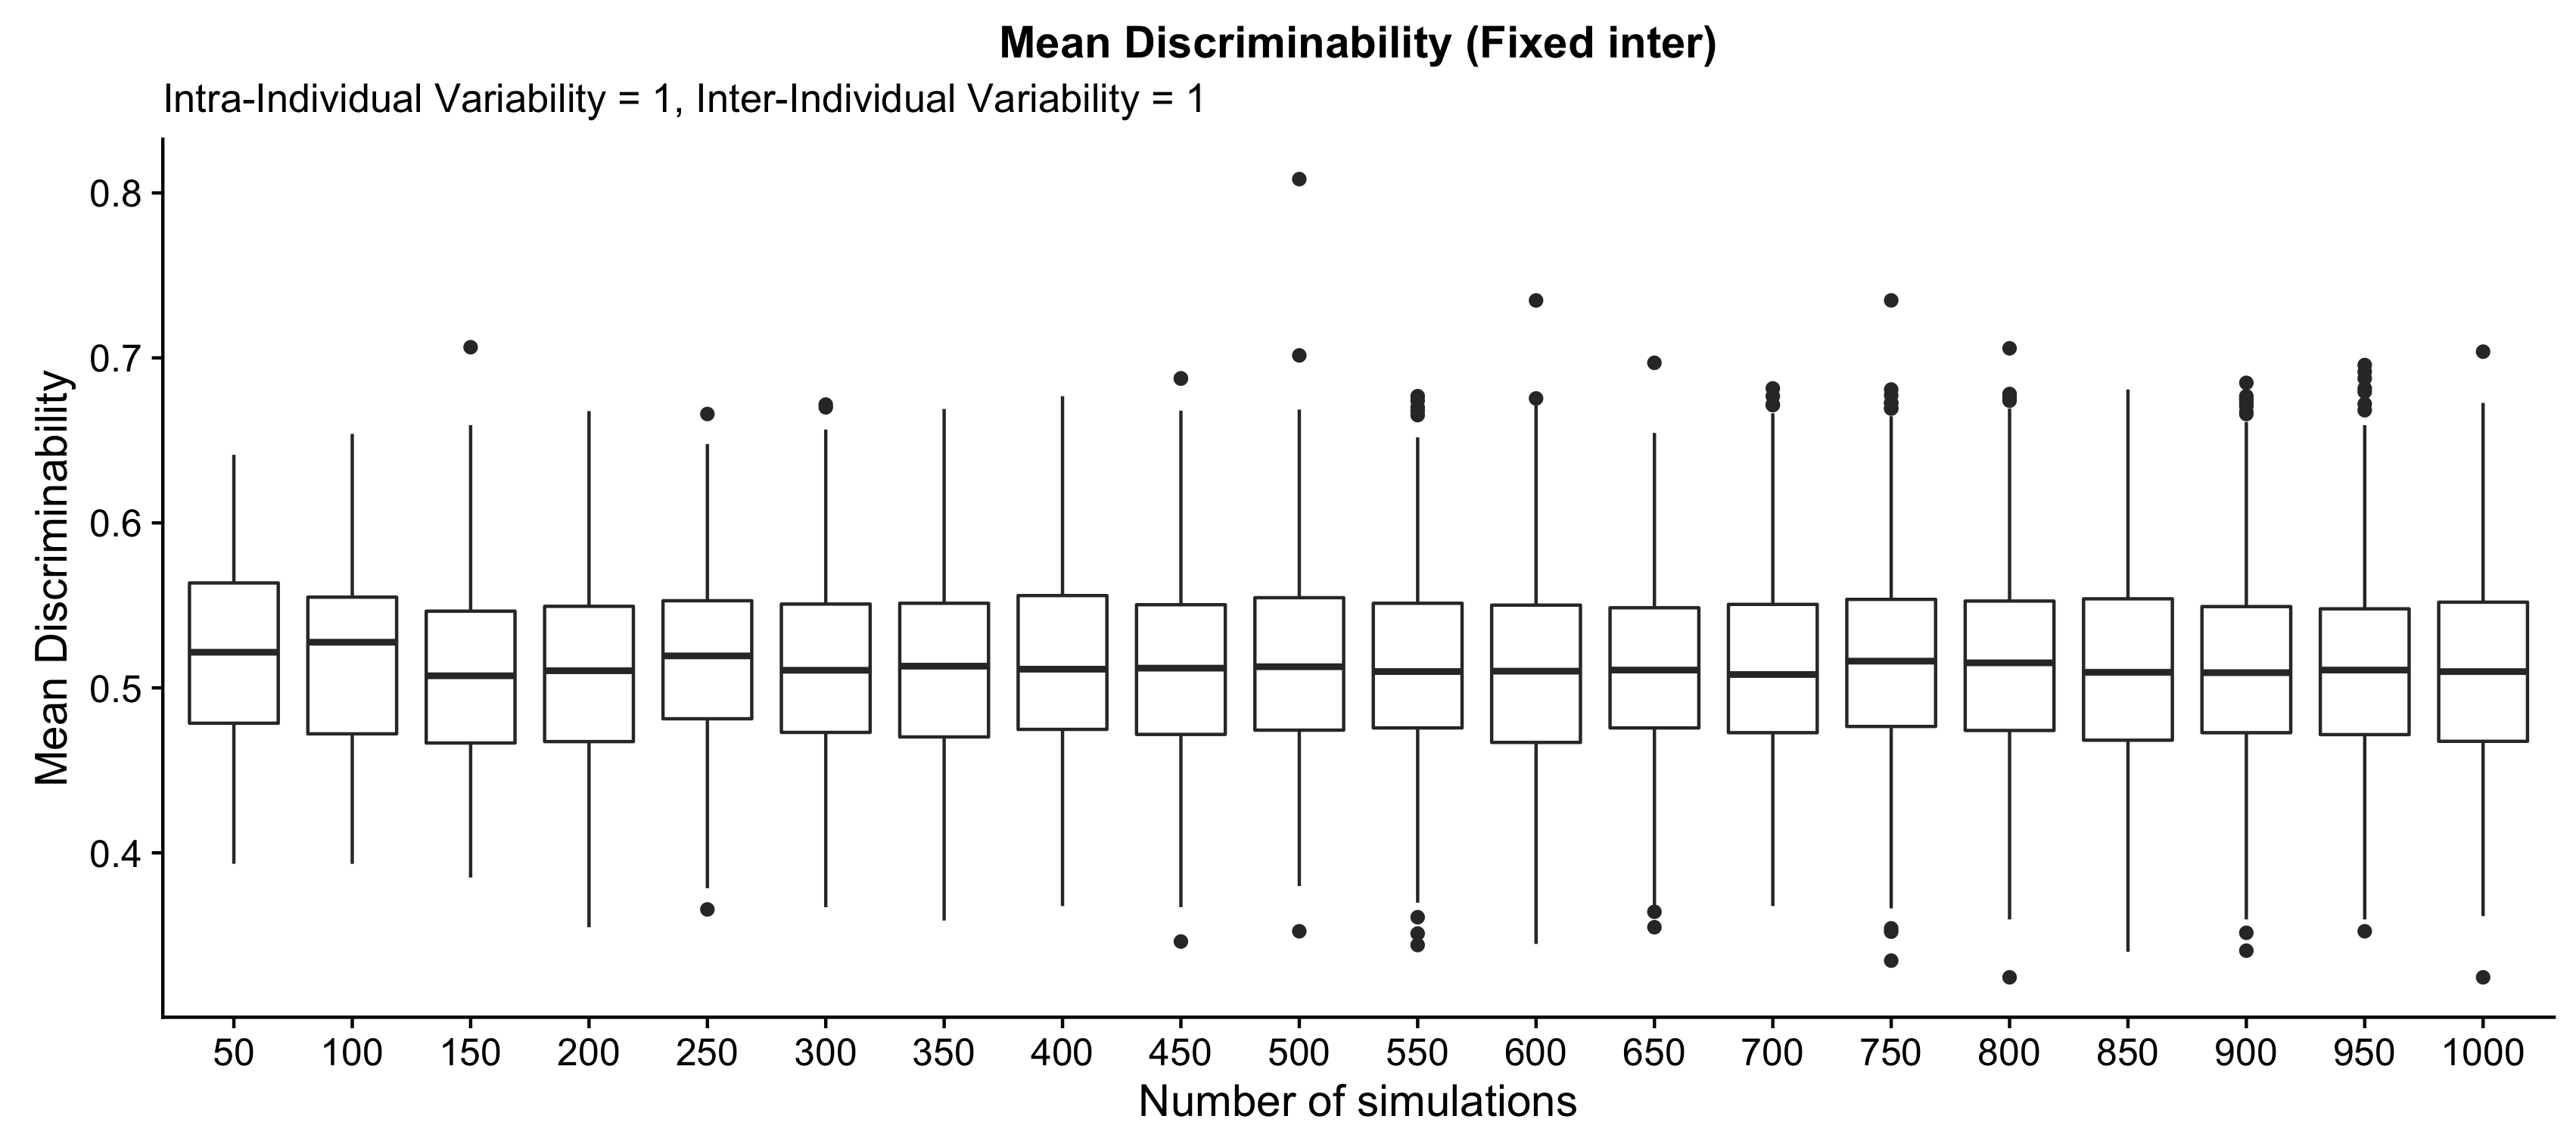 Mean Discriminability (Fixed inter)
Intra-Individual Variability = 1, Inter-Individual Variability = 1
Mean Discriminability
0.8
0.7
0.6
0.5
0.4
50 100 150 200 250 300 350 400 450 500 550 600 650 700 750 800 850 900 950 1000
Number of simulations